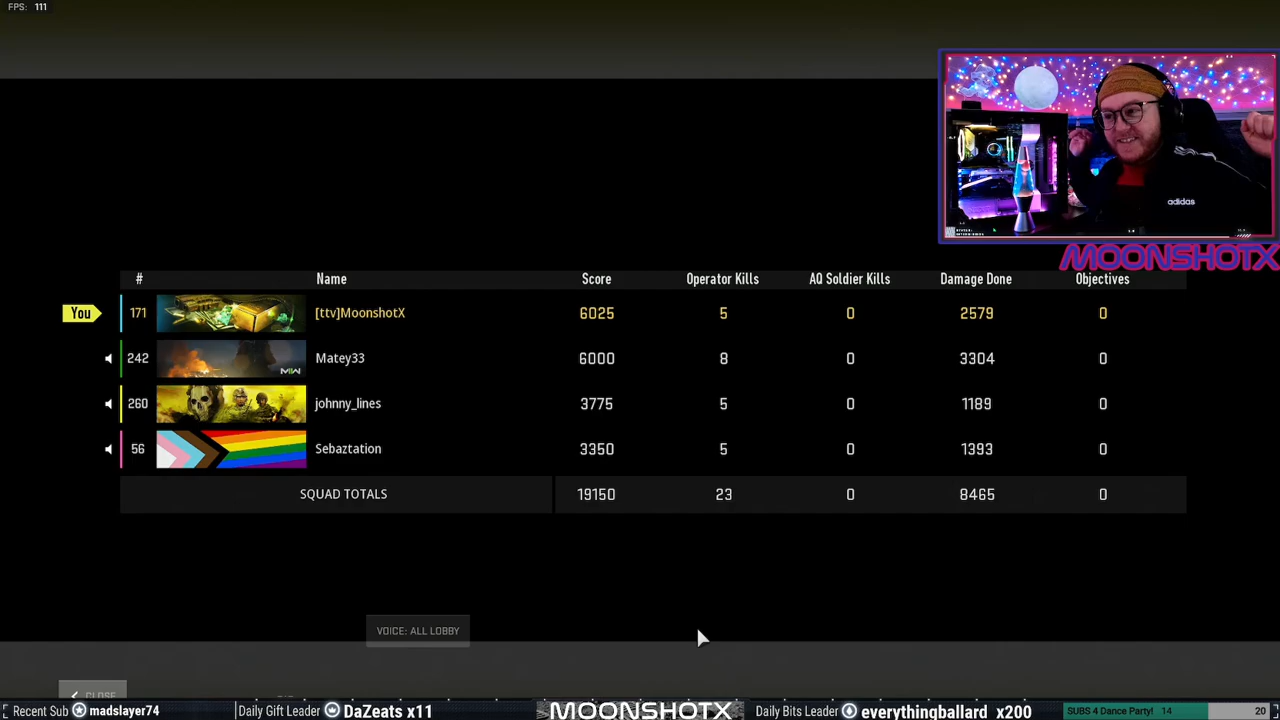 FPS: 111
adidas
MOONSHOTX
# Name Score Operator Kills AQ Soldier Kills Damage Done Objectives
You 171 [ttv]MoonshotX 6025 5 0 2579 0
242 Matey33 6000 8 0 3304 0
260 johnny_lines 3775 5 0 1189 0
56 Sebaztation 3350 5 0 1393 0
SQUAD TOTALS 19150 23 0 8465 0
VOICE: ALL LOBBY
CLOSE
Recent Sub madslayer74 Daily Gift Leader DaZeats x11 MOONSHOTX Daily Bits Leader everythingballard x200 SUBS 4 Dance Party! 14 20